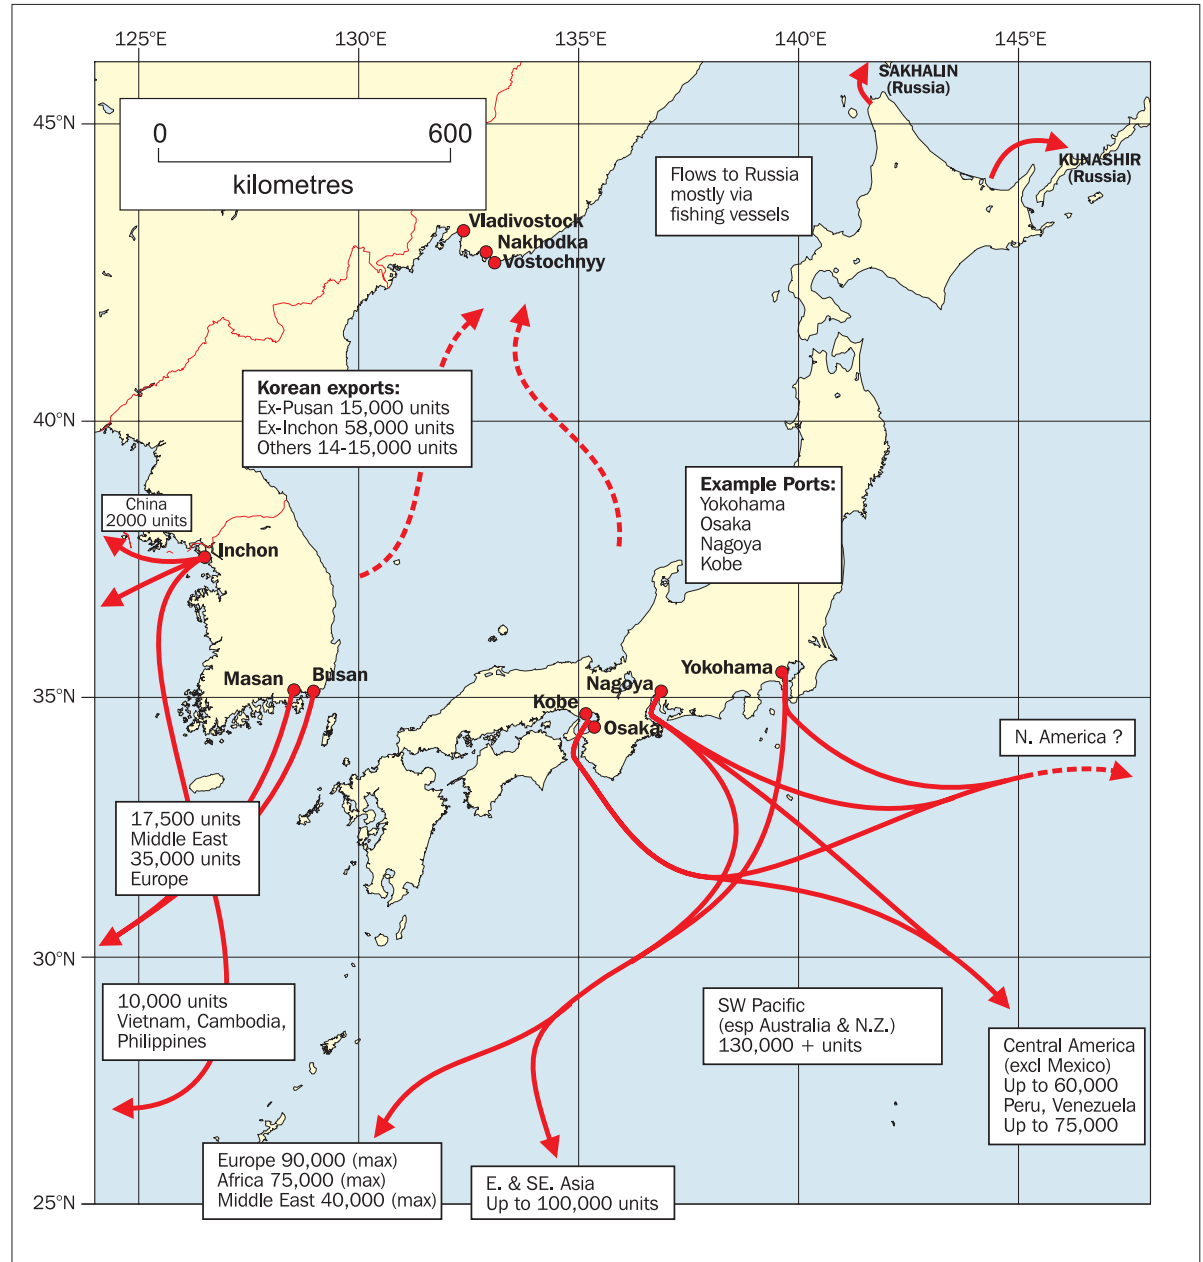 125°E 130°E 135°E 140°E 145°E
SAKHALIN
(Russia)
45°N
0 600
kilometres
Flows to Russia
mostly via
fishing vessels
KUNASHIR
(Russia)
Vladivostock
Nakhodka
Vostochnyy
Korean exports:
Ex-Pusan 15,000 units
Ex-Inchon 58,000 units
Others 14-15,000 units
40°N
Example Ports:
Yokohama
Osaka
Nagoya
Kobe
China
2000 units
Inchon
Masan
Busan
Yokohama
Nagoya
35°N
Kobe
Osaka
N. America ?
17,500 units
Middle East
35,000 units
Europe
30°N
10,000 units
Vietnam, Cambodia,
Philippines
SW Pacific
(esp Australia & N.Z.)
130,000 + units
Central America
(excl Mexico)
Up to 60,000
Peru, Venezuela
Up to 75,000
Europe 90,000 (max)
Africa 75,000 (max)
Middle East 40,000 (max)
E. & SE. Asia
Up to 100,000 units
25°N